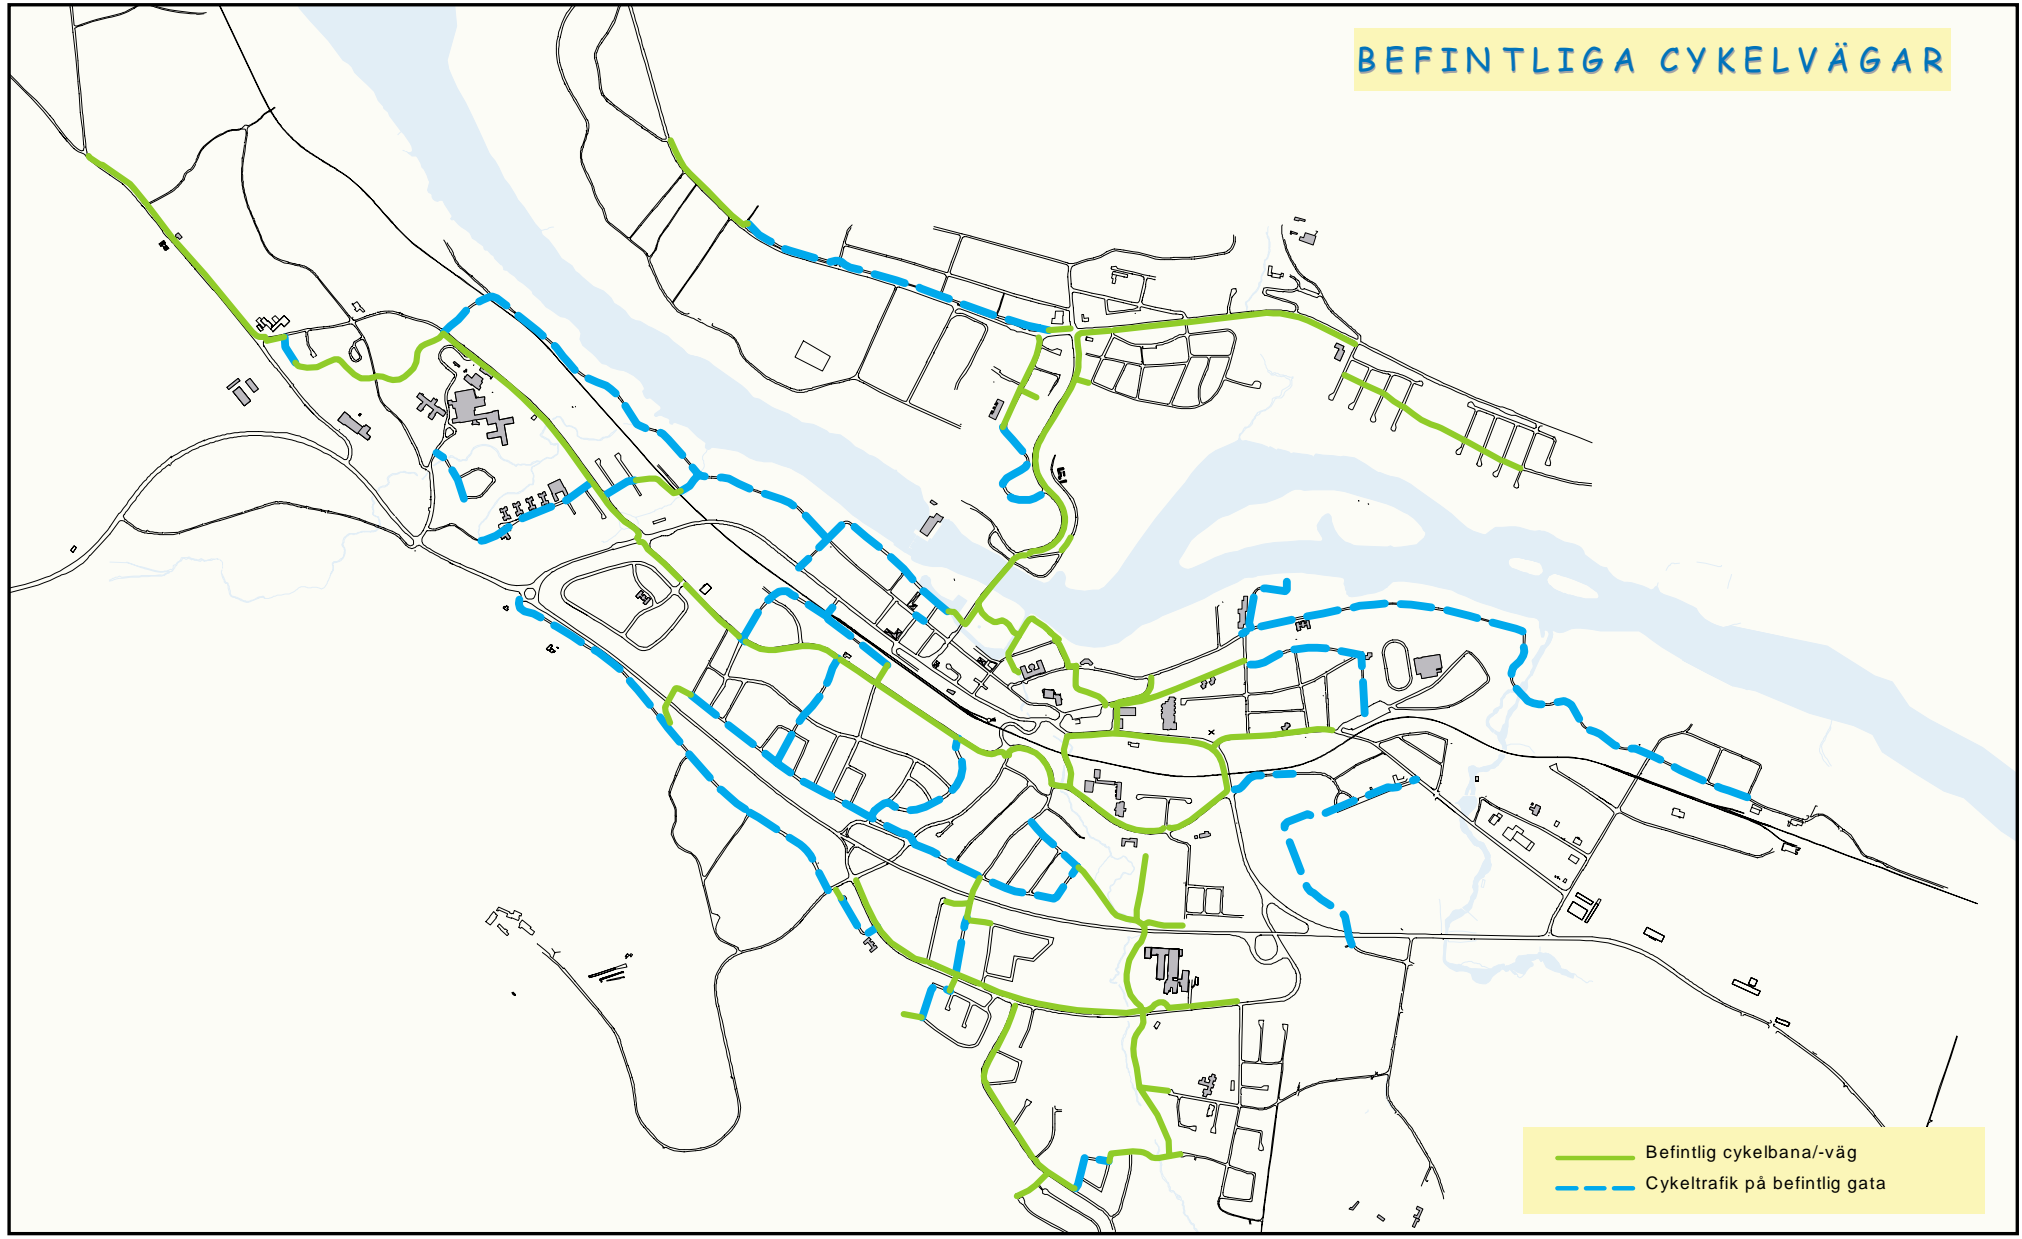 BEFINTLIGA CYKELVÄGAR
Befintlig cykelbana/-väg
Cykeltrafik på befintlig gata